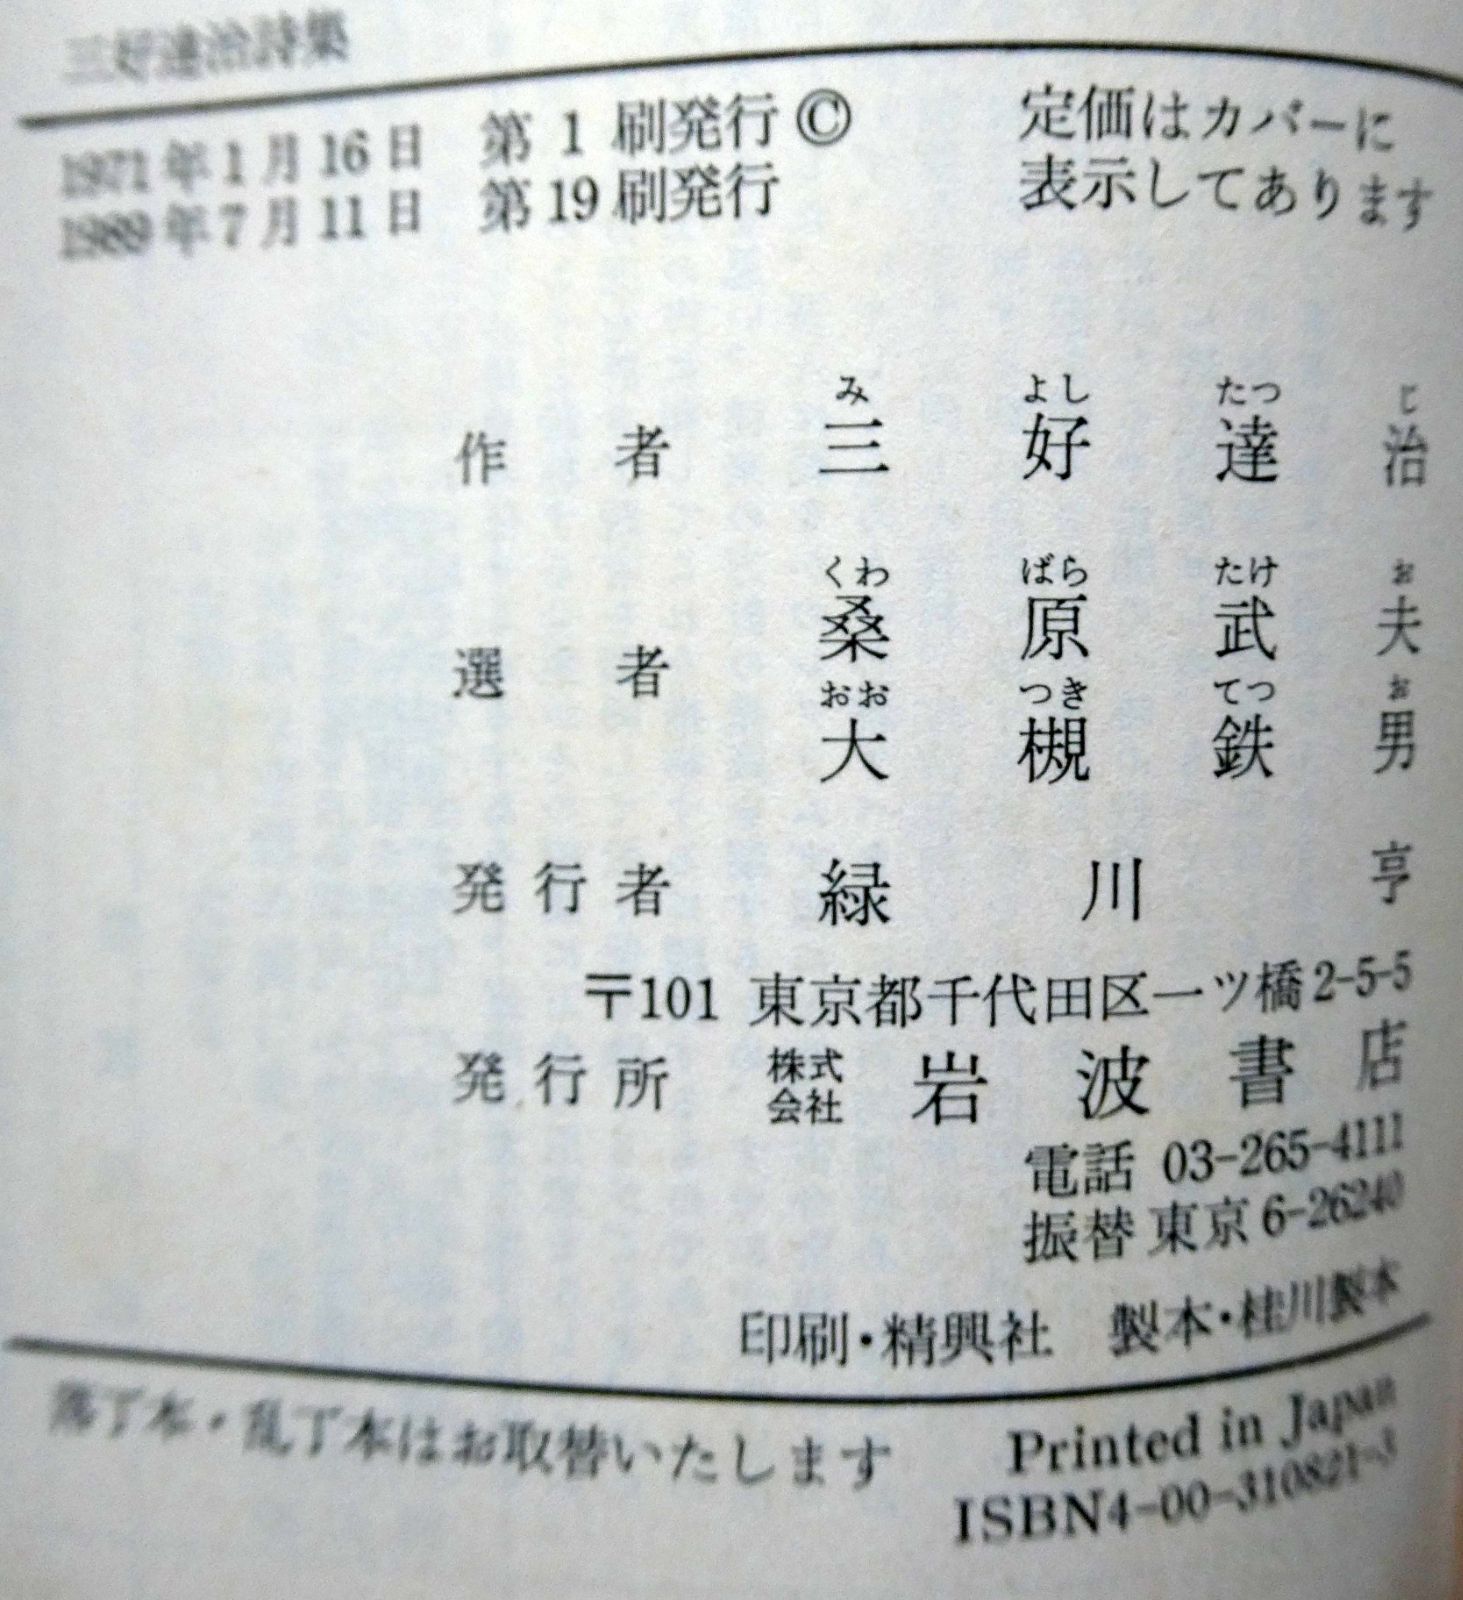 三好達治詩集
1971年1月16日 第1刷発行©
1989年7月11日 第19刷発行
定価はカバーに
表示してあります
み よし たつ じ
作者 三好達治
くわ ばら たけ お
桑原武夫
選者
おお つき てつ お
大槻鉄男
発行者 緑川亨
〒101 東京都千代田区一ツ橋2-5-5
発行所 株式会社 岩波書店
電話 03-265-4111
振替 東京6-26240
印刷・精興社 製本・桂川製本
落丁本・乱丁本はお取替いたします
Printed in Japan
ISBN4-00-310821-3